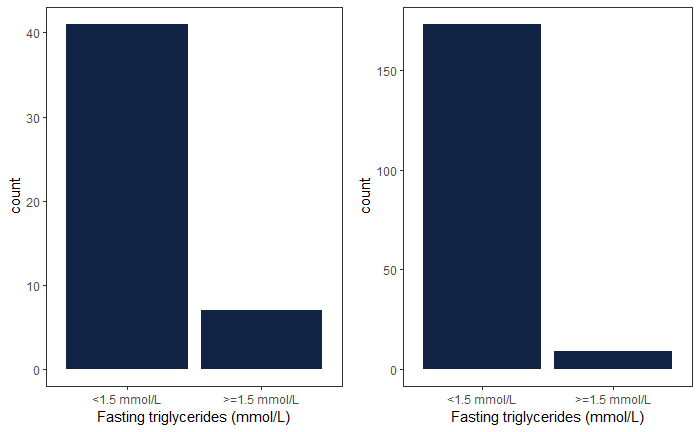 count
40
30
20
10
0
<1.5 mmol/L >=1.5 mmol/L
Fasting triglycerides (mmol/L)
count
150
100
50
0
<1.5 mmol/L >=1.5 mmol/L
Fasting triglycerides (mmol/L)